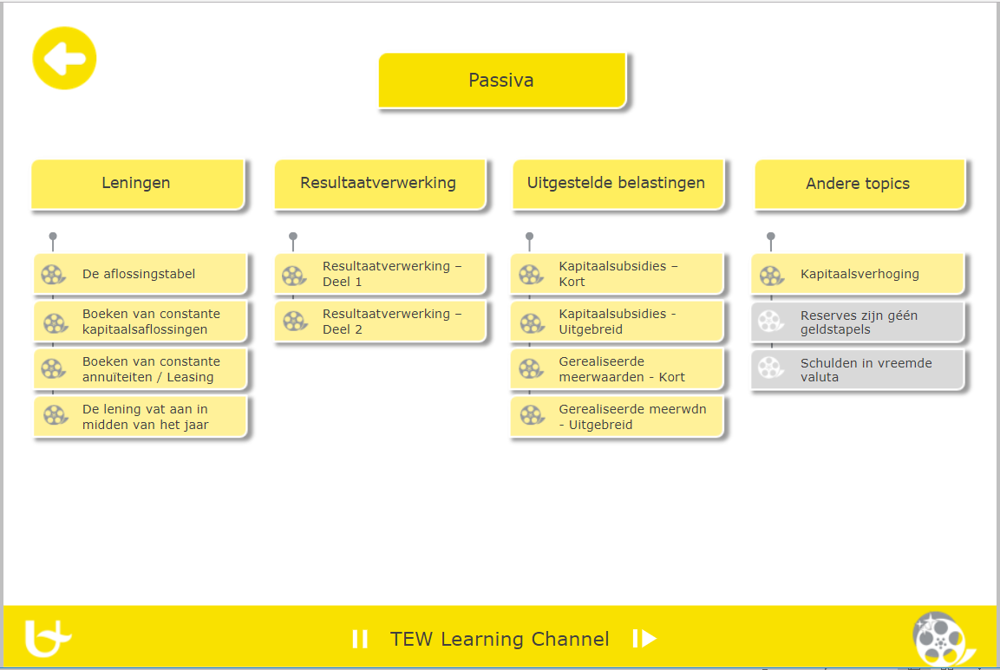 Passiva
Leningen
De aflossingstabel
Boeken van constante
kapitaalsaflossingen
Boeken van constante
annuïteiten / Leasing
De lening vat aan in
midden van het jaar
Resultaatverwerking
Resultaatverwerking –
Deel 1
Resultaatverwerking –
Deel 2
Uitgestelde belastingen
Kapitaalsubsidies –
Kort
Kapitaalsubsidies -
Uitgebreid
Gerealiseerde
meerwaarden - Kort
Gerealiseerde meerwdn
- Uitgebreid
Andere topics
Kapitaalsverhoging
Reserves zijn géén
geldstapels
Schulden in vreemde
valuta
TEW Learning Channel